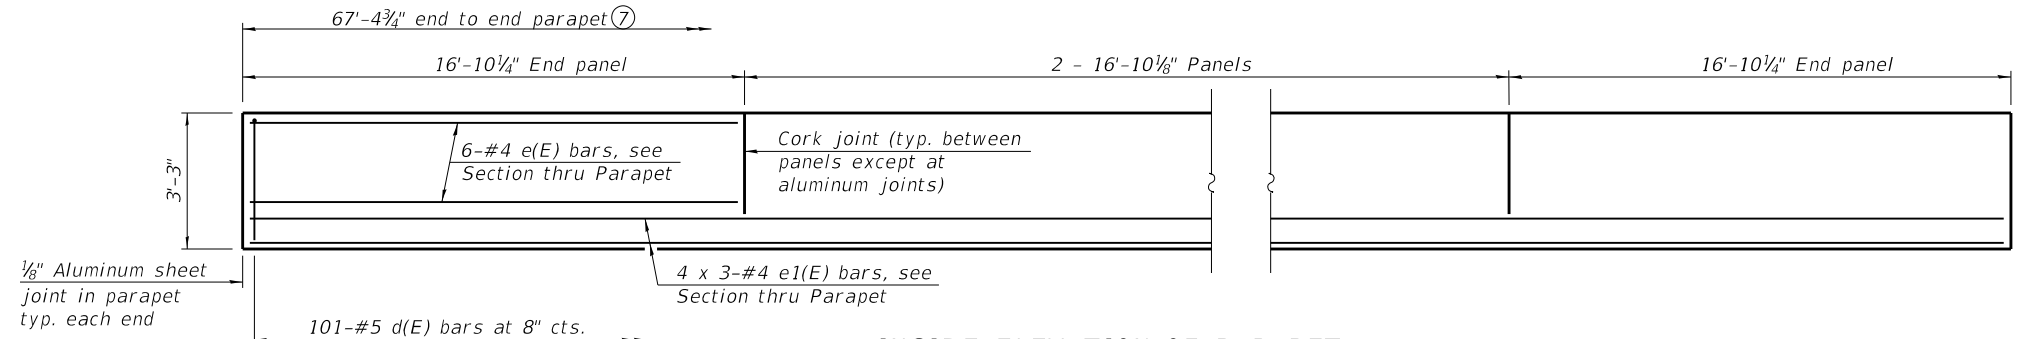 67'-4¾" end to end parapet ⑦
16'-10¼" End panel
2 - 16'-10⅛" Panels
16'-10¼" End panel
3'-3"
6-#4 e(E) bars, see
Section thru Parapet
Cork joint (typ. between
panels except at
aluminum joints)
⅛" Aluminum sheet
joint in parapet
typ. each end
4 x 3-#4 e1(E) bars, see
Section thru Parapet
101-#5 d(E) bars at 8" cts.